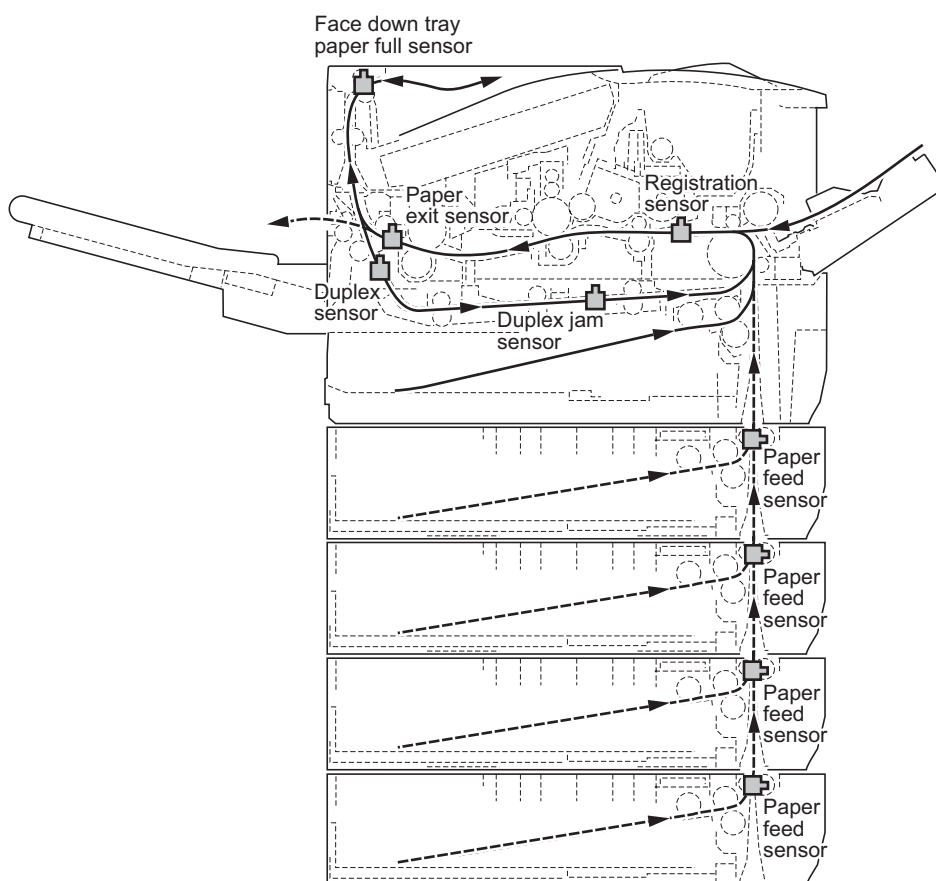 Face down tray
paper full sensor
Paper
exit sensor
Registration
sensor
Duplex
sensor
Duplex jam
sensor
Paper
feed
sensor
Paper
feed
sensor
Paper
feed
sensor
Paper
feed
sensor